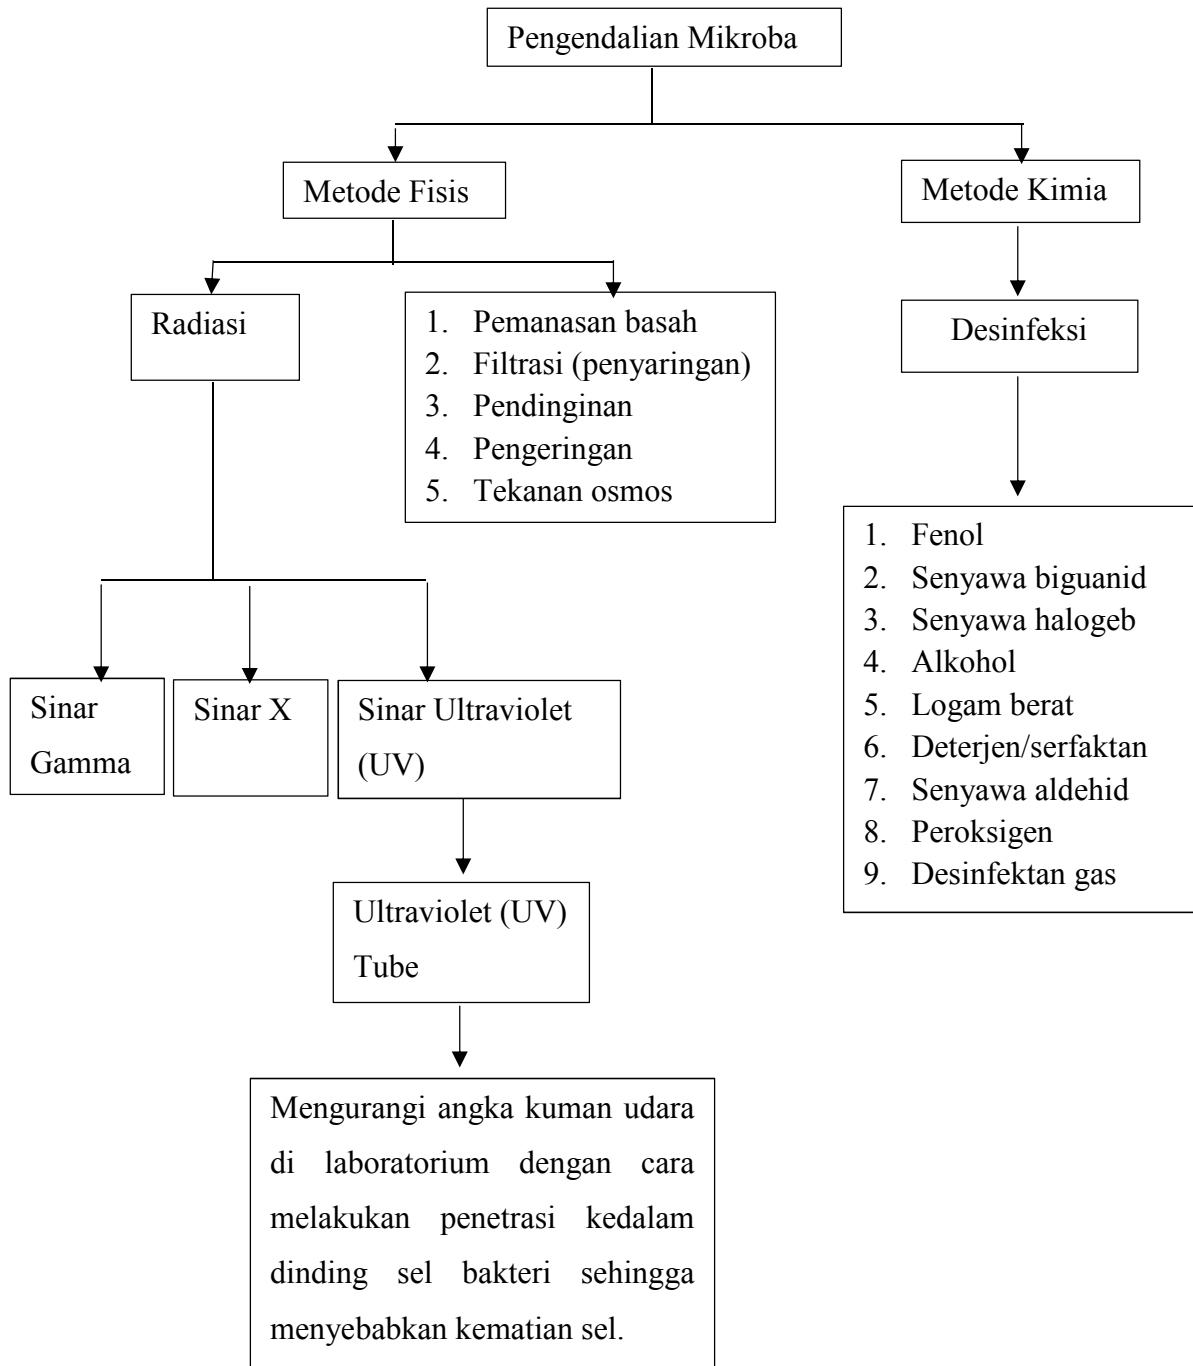 Pengendalian Mikroba
Metode Fisis
Metode Kimia
Radiasi
1. Pemanasan basah
2. Filtrasi (penyaringan)
3. Pendinginan
4. Pengeringan
5. Tekanan osmos
Desinfeksi
1. Fenol
2. Senyawa biguanid
3. Senyawa halogeb
4. Alkohol
5. Logam berat
6. Deterjen/serfaktan
7. Senyawa aldehid
8. Peroksigen
9. Desinfektan gas
Sinar
Gamma
Sinar X
Sinar Ultraviolet
(UV)
Ultraviolet (UV)
Tube
Mengurangi angka kuman udara
di laboratorium dengan cara
melakukan penetrasi kedalam
dinding sel bakteri sehingga
menyebabkan kematian sel.